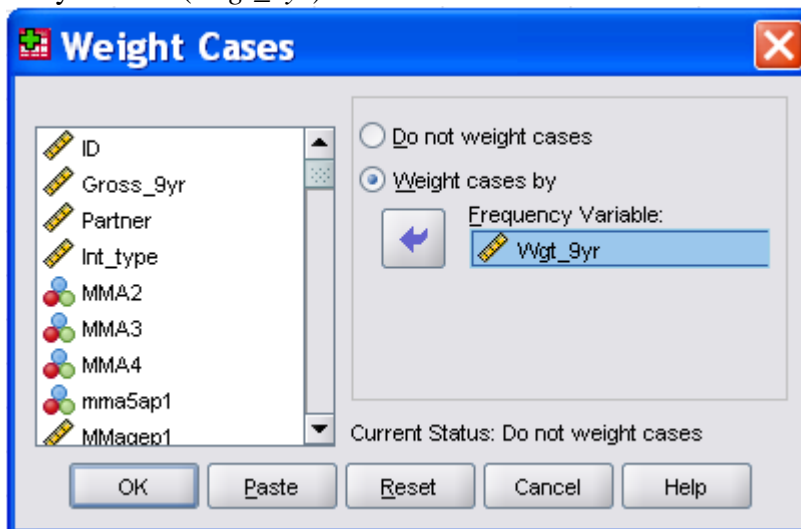 Weight Cases
ID
Gross_9yr
Partner
Int_type
MMA2
MMA3
MMA4
mma5ap1
MMagep1
Do not weight cases
Weight cases by
Frequency Variable:
Wgt_9yr
Current Status: Do not weight cases
OK
Paste
Reset
Cancel
Help